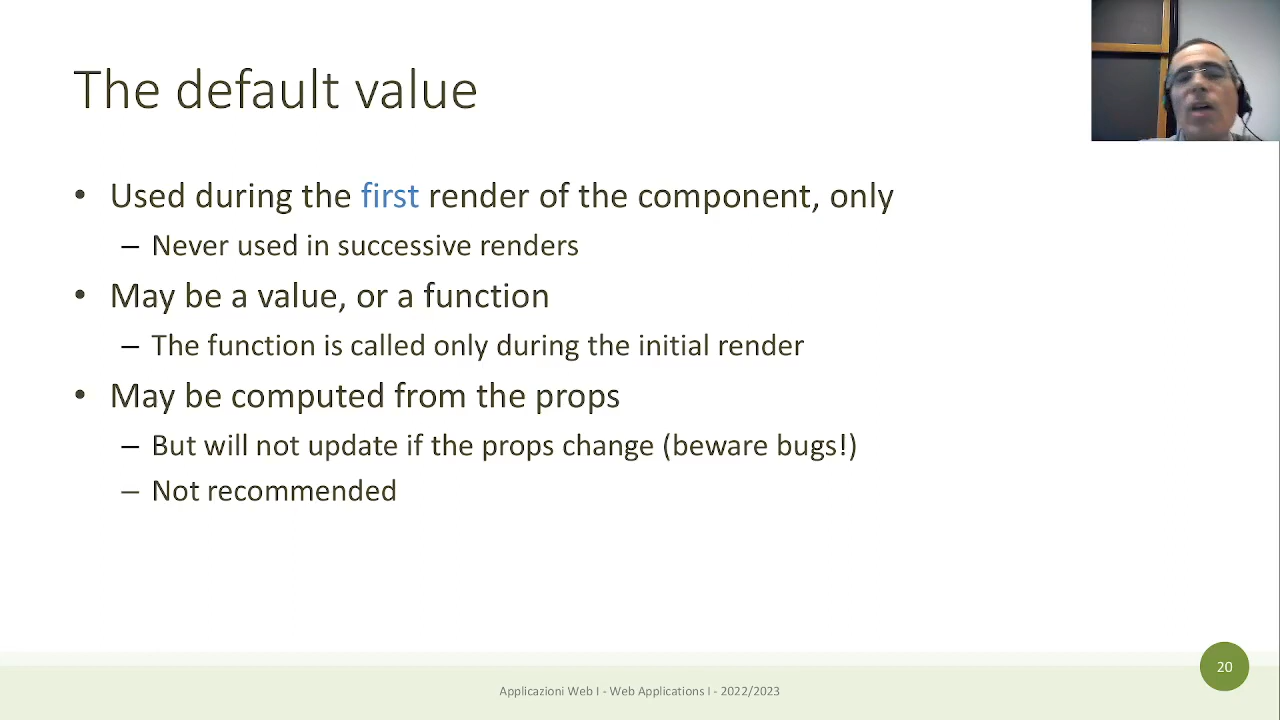 The default value
• Used during the first render of the component, only
– Never used in successive renders
• May be a value, or a function
– The function is called only during the initial render
• May be computed from the props
– But will not update if the props change (beware bugs!)
– Not recommended
Applicazioni Web I - Web Applications I - 2022/2023
20